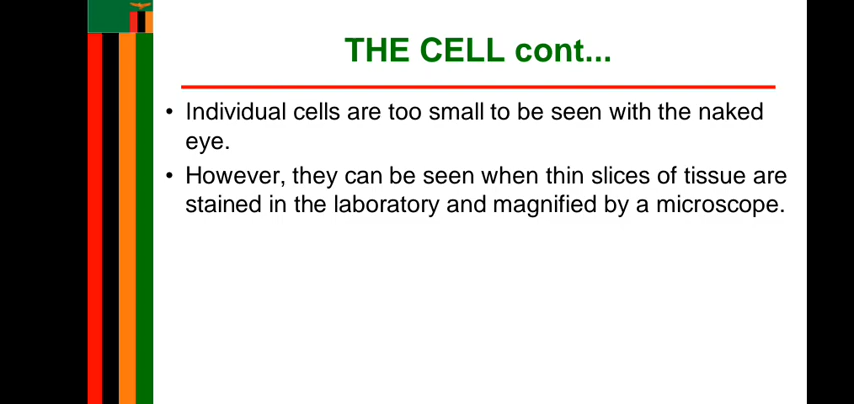 THE CELL cont...
• Individual cells are too small to be seen with the naked
eye.
• However, they can be seen when thin slices of tissue are
stained in the laboratory and magnified by a microscope.